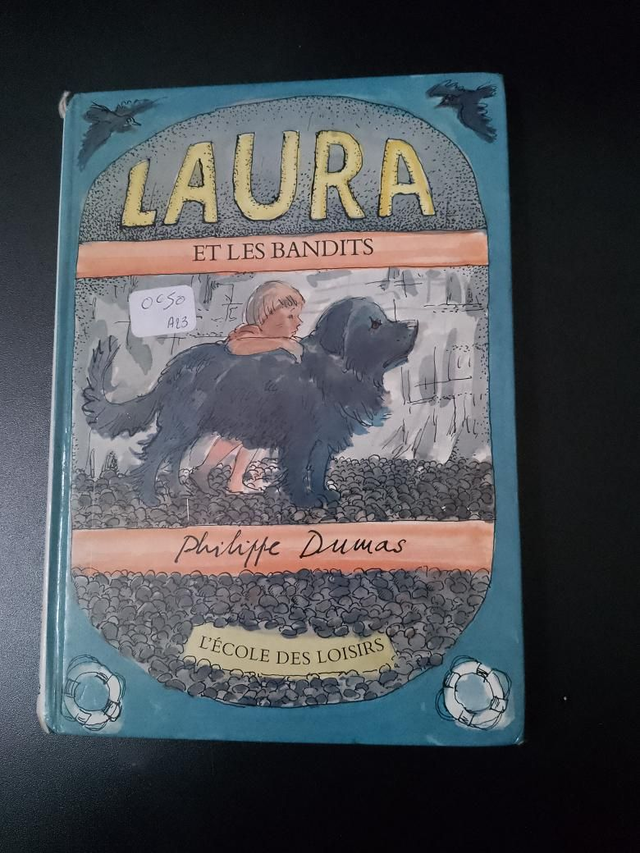 LAURA
ET LES BANDITS
0€50
A23
Philippe Dumas
L'ÉCOLE DES LOISIRS